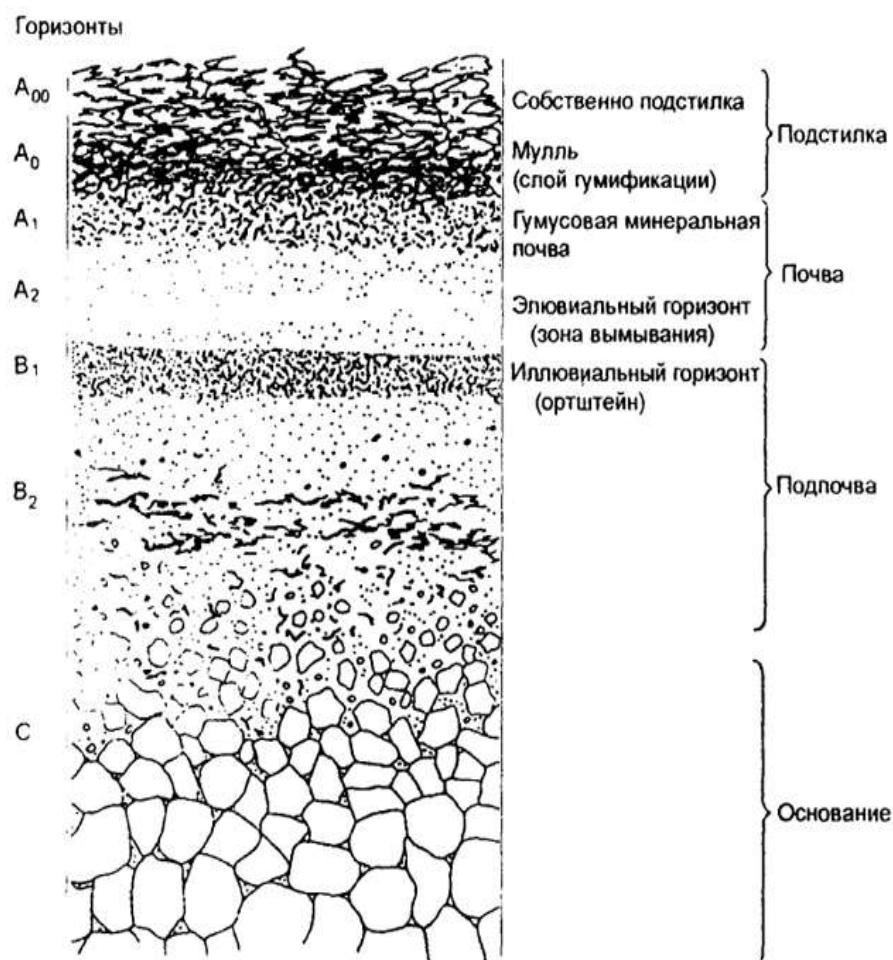 Горизонты
A00
Собственно подстилка
Подстилка
A0
Мулль
(слой гумификации)
A1
Гумусовая минеральная
почва
Почва
A2
Элювиальный горизонт
(зона вымывания)
B1
Иллювиальный горизонт
(ортштейн)
B2
Подпочва
C
Основание